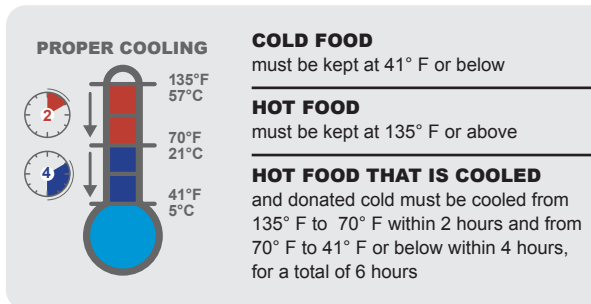 PROPER COOLING
135°F
57°C
2
70°F
21°C
4
41°F
5°C
COLD FOOD
must be kept at 41° F or below
HOT FOOD
must be kept at 135° F or above
HOT FOOD THAT IS COOLED
and donated cold must be cooled from
135° F to 70° F within 2 hours and from
70° F to 41° F or below within 4 hours,
for a total of 6 hours